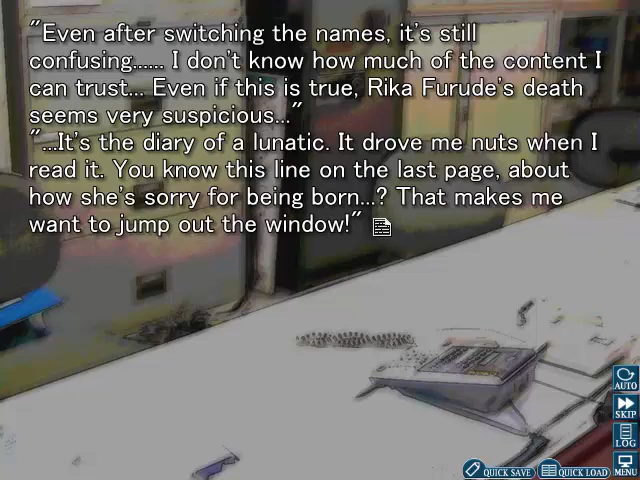 "Even after switching the names, it's still
confusing...... I don't know how much of the content I
can trust... Even if this is true, Rika Furude's death
seems very suspicious..."
"...It's the diary of a lunatic. It drove me nuts when I
read it. You know this line on the last page, about
how she's sorry for being born...? That makes me
want to jump out the window!"
AUTO
SKIP
LOG
MENU
QUICK SAVE
QUICK LOAD